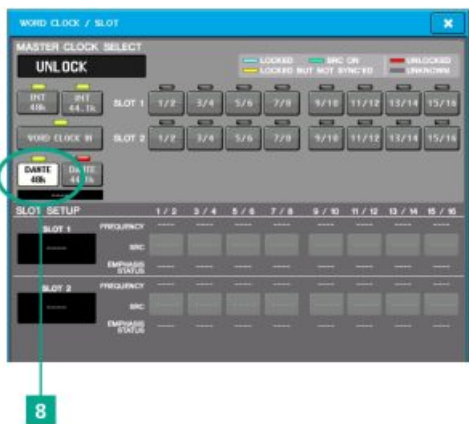 WORD CLOCK / SLOT
MASTER CLOCK SELECT
UNLOCK
LOCKED SRC ON UNLOCKED
LOCKED BUT NOT SYNC'ED UNKNOWN
INT 48k INT 44.1k SLOT 1 1/2 3/4 5/6 7/8 9/10 11/12 13/14 15/16
WORD CLOCK IN SLOT 2 1/2 3/4 5/6 7/8 9/10 11/12 13/14 15/16
DANTE 48k DANTE 44.1k
SLOT SETUP 1 / 2 3 / 4 5 / 6 7 / 8 9 / 10 11 / 12 13 / 14 15 / 16
SLOT 1 FREQUENCY
SRC
EMPHASIS STATUS
SLOT 2 FREQUENCY
SRC
EMPHASIS STATUS
8